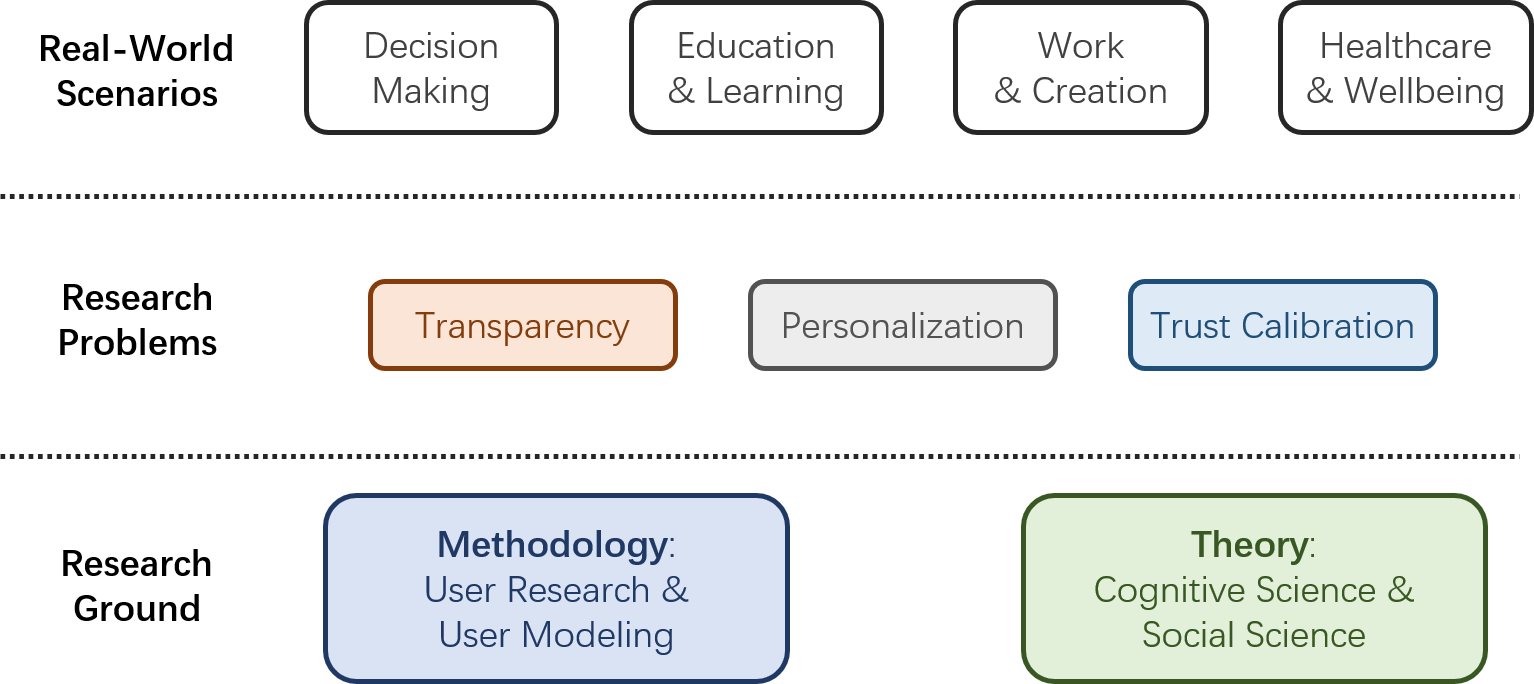 Real-World
Scenarios
Decision
Making
Education
& Learning
Work
& Creation
Healthcare
& Wellbeing
Research
Problems
Transparency
Personalization
Trust Calibration
Research
Ground
Methodology:
User Research &
User Modeling
Theory:
Cognitive Science &
Social Science